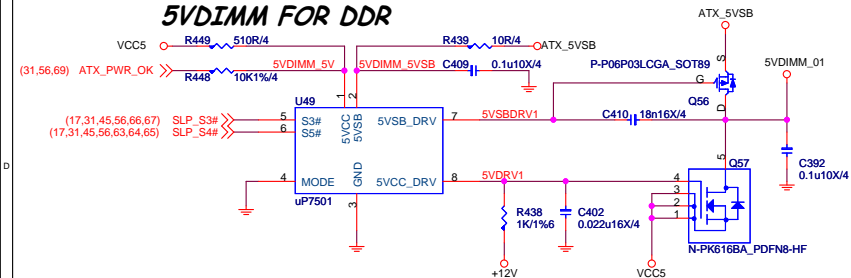 5VDIMM FOR DDR
VCC5
R449 510R/4
R439 10R/4
ATX_5VSB
ATX_5VSB
(31,56,69) ATX_PWR_OK
R448 10K1%/4
5VDIMM_5V
5VDIMM_5VSB
C409 0.1u10X/4
P-P06P03LCGA_SOT89
5VDIMM_01
S
G
D
Q56
U49
1
2
5VCC
5VSB
(17,31,45,56,66,67) SLP_S3#
5
S3#
5VSB_DRV
7
5VSBDRV1
C410 18n16X/4
(17,31,45,56,63,64,65) SLP_S4#
6
S5#
C392
0.1u10X/4
D
4
MODE
GND
5VCC_DRV
8
5VDRV1
uP7501
3
5
Q57
4
3
2
1
R438
1K/1%6
C402
0.022u16X/4
N-PK616BA_PDFN8-HF
+12V
VCC5